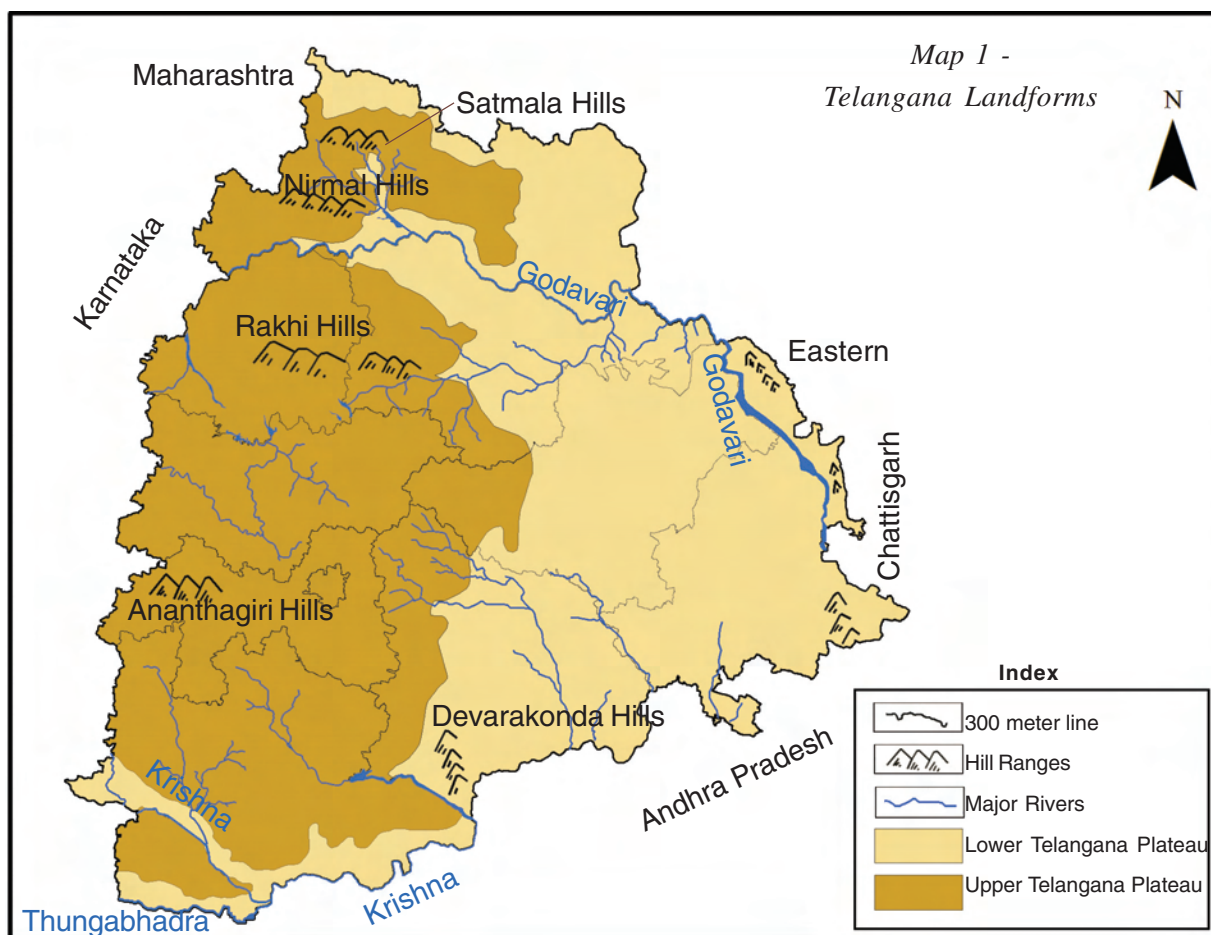 Map 1 -
Telangana Landforms
N
Maharashtra
Satmala Hills
Nirmal Hills
Karnataka
Godavari
Rakhi Hills
Godavari
Eastern
Chattisgarh
Ananthagiri Hills
Devarakonda Hills
Andhra Pradesh
Krishna
Krishna
Thungabhadra
Index
300 meter line
Hill Ranges
Major Rivers
Lower Telangana Plateau
Upper Telangana Plateau